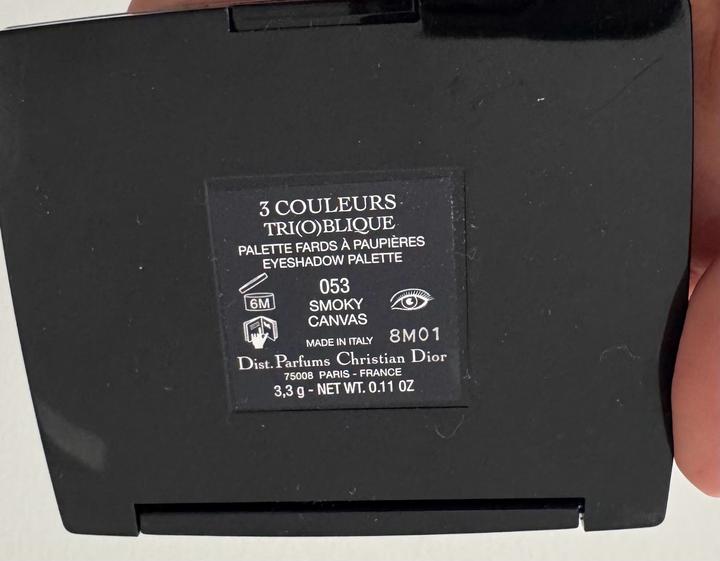 3 COULEURS
TRI(O)BLIQUE
PALETTE FARDS À PAUPIÈRES
EYESHADOW PALETTE
6M
053
SMOKY
CANVAS
MADE IN ITALY 8M01
Dist. Parfums Christian Dior
75008 PARIS - FRANCE
3,3 g - NET WT. 0.11 OZ